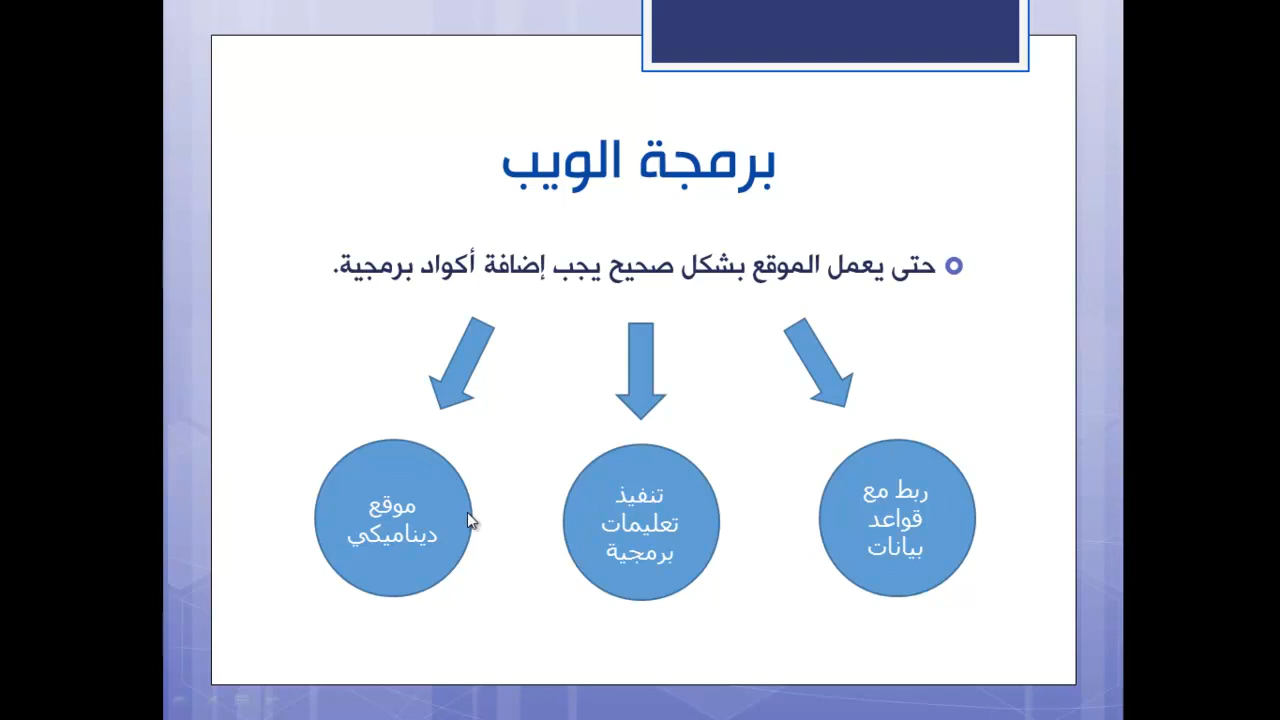 برمجة الويب
حتى يعمل الموقع بشكل صحيح يجب إضافة أكواد برمجية.
ربط مع
قواعد
بيانات
تنفيذ
تعليمات
برمجية
موقع
ديناميكي